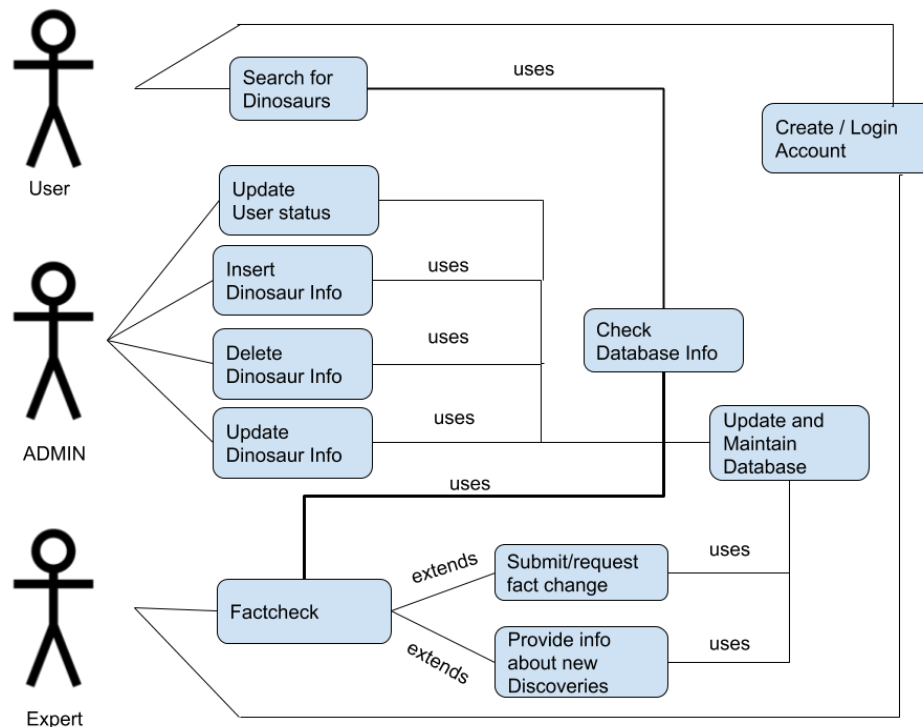 Search for
Dinosaurs
uses
Create / Login
Account
User
Update
User status
Insert
Dinosaur Info
uses
Check
Database Info
Delete
Dinosaur Info
uses
Update
Dinosaur Info
uses
Update and
Maintain
Database
ADMIN
uses
Factcheck
extends
Submit/request
fact change
uses
extends
Provide info
about new
Discoveries
uses
Expert